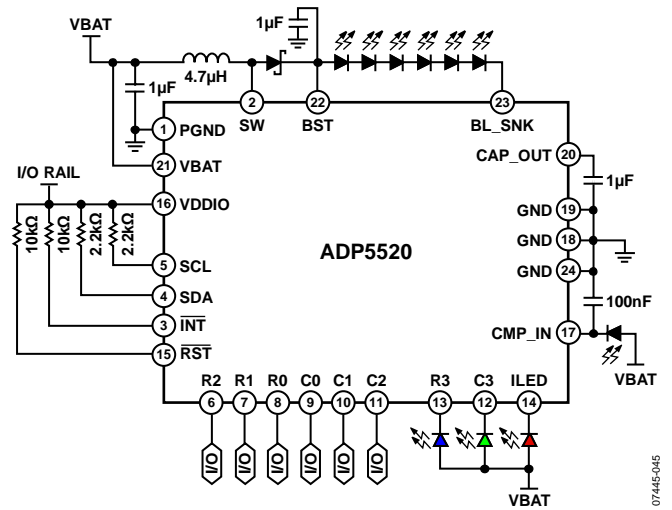 VBAT
1µF
1µF
4.7µH
2
SW
22
BST
23
BL_SNK
1
PGND
21
VBAT
I/O RAIL
16
VDDIO
10kΩ
10kΩ
2.2kΩ
2.2kΩ
5
SCL
4
SDA
3
INT
15
RST
ADP5520
CAP_OUT
20
1µF
GND
19
GND
18
GND
24
100nF
CMP_IN
17
VBAT
R2
R1
R0
C0
C1
C2
R3
C3
ILED
6
7
8
9
10
11
13
12
14
I/O
I/O
I/O
I/O
I/O
I/O
VBAT
07445-045